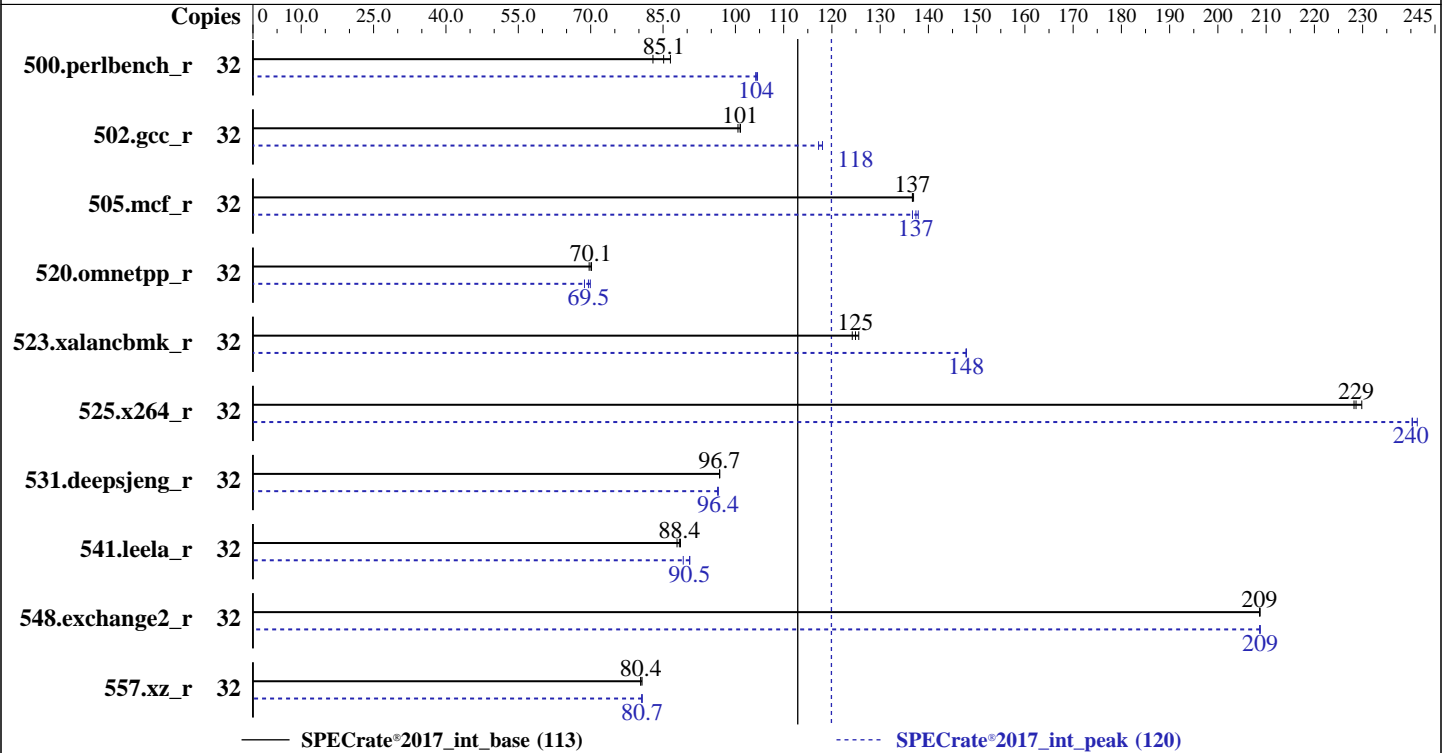 Copies 0 10.0 25.0 40.0 55.0 70.0 85.0 100 110 120 130 140 150 160 170 180 190 200 210 220 230 245
85.1
500.perlbench_r 32
104
101
502.gcc_r 32
118
137
505.mcf_r 32
137
70.1
520.omnetpp_r 32
69.5
125
523.xalancbmk_r 32
148
229
525.x264_r 32
240
96.7
531.deepsjeng_r 32
96.4
88.4
541.leela_r 32
90.5
209
548.exchange2_r 32
209
80.4
557.xz_r 32
80.7
SPECrate®2017_int_base (113) SPECrate®2017_int_peak (120)